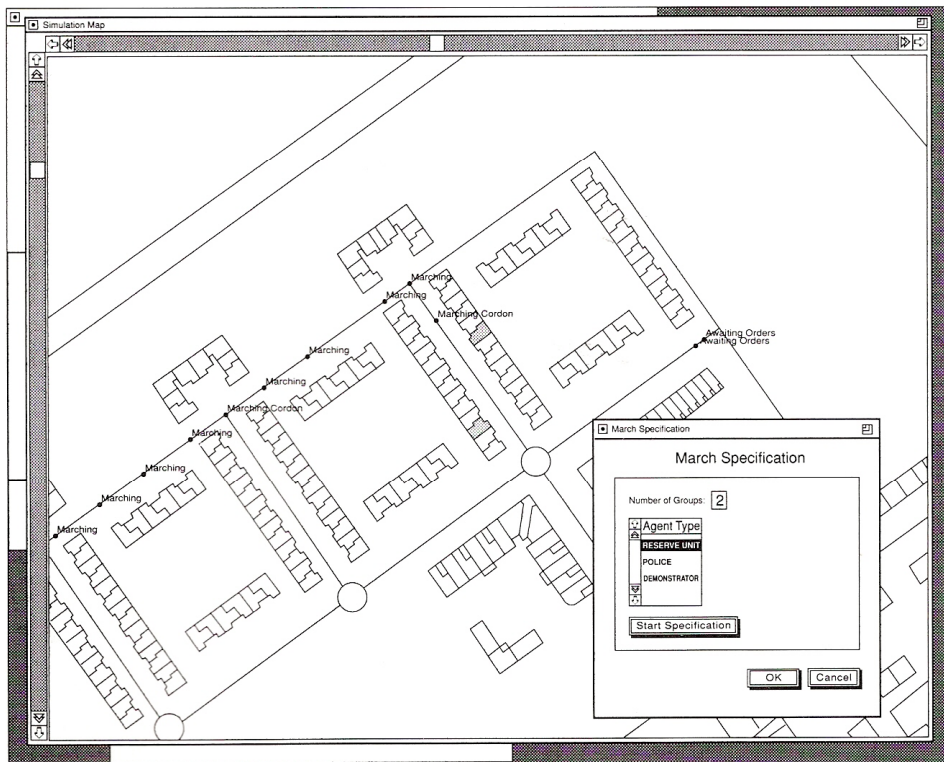 Simulation Map
Marching
Marching
Marching Cordon
Awaiting Orders
Awaiting Orders
Marching
Marching
Marching Cordon
Marching
Marching
Marching
Marching
March Specification
March Specification
Number of Groups: 2
Agent Type
RESERVE UNIT
POLICE
DEMONSTRATOR
Start Specification
OK
Cancel